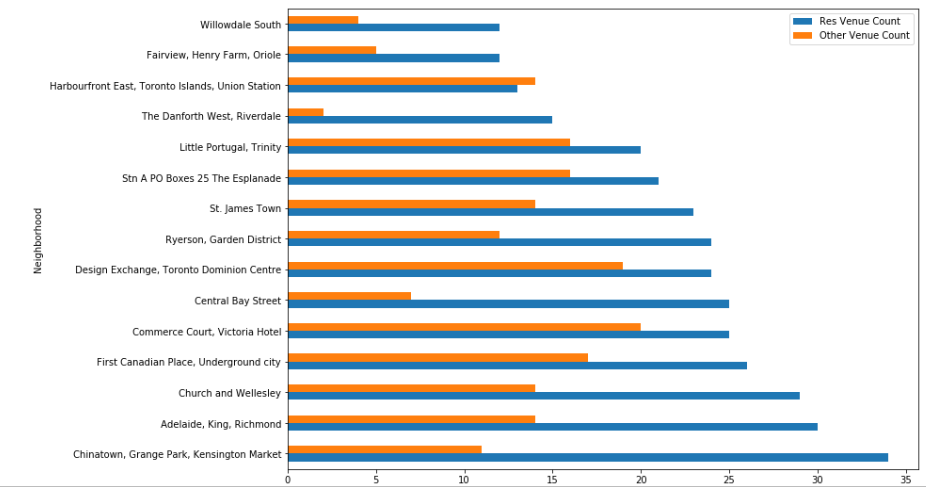 Res Venue Count
Other Venue Count
Willowdale South
Fairview, Henry Farm, Oriole
Harbourfront East, Toronto Islands, Union Station
The Danforth West, Riverdale
Little Portugal, Trinity
Stn A PO Boxes 25 The Esplanade
St. James Town
Ryerson, Garden District
Design Exchange, Toronto Dominion Centre
Central Bay Street
Commerce Court, Victoria Hotel
First Canadian Place, Underground city
Church and Wellesley
Adelaide, King, Richmond
Chinatown, Grange Park, Kensington Market
Neighborhood
0 5 10 15 20 25 30 35